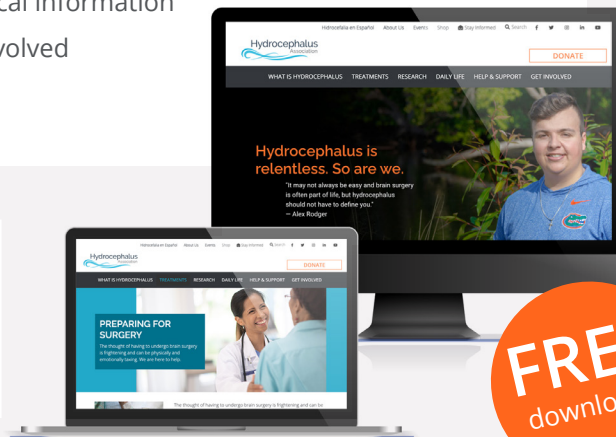 cal information
volved
Hidrocefalia en Español About Us Events Shop Stay Informed Search
Hydrocephalus
Association
DONATE
WHAT IS HYDROCEPHALUS TREATMENTS RESEARCH DAILY LIFE HELP & SUPPORT GET INVOLVED
Hydrocephalus is
relentless. So are we.
"It may not always be easy and brain surgery
is often part of life, but hydrocephalus
should not have to define you."
— Alex Rodger
Hidrocefalia en Español About Us Events Shop Stay Informed Search
Hydrocephalus
Association
DONATE
WHAT IS HYDROCEPHALUS TREATMENTS RESEARCH DAILY LIFE HELP & SUPPORT GET INVOLVED
PREPARING FOR
SURGERY
The thought of having to undergo brain surgery
is frightening and can be physically and
emotionally taxing. We are here to help.
The thought of having to undergo brain surgery is frightening and can be
FRE
downlo